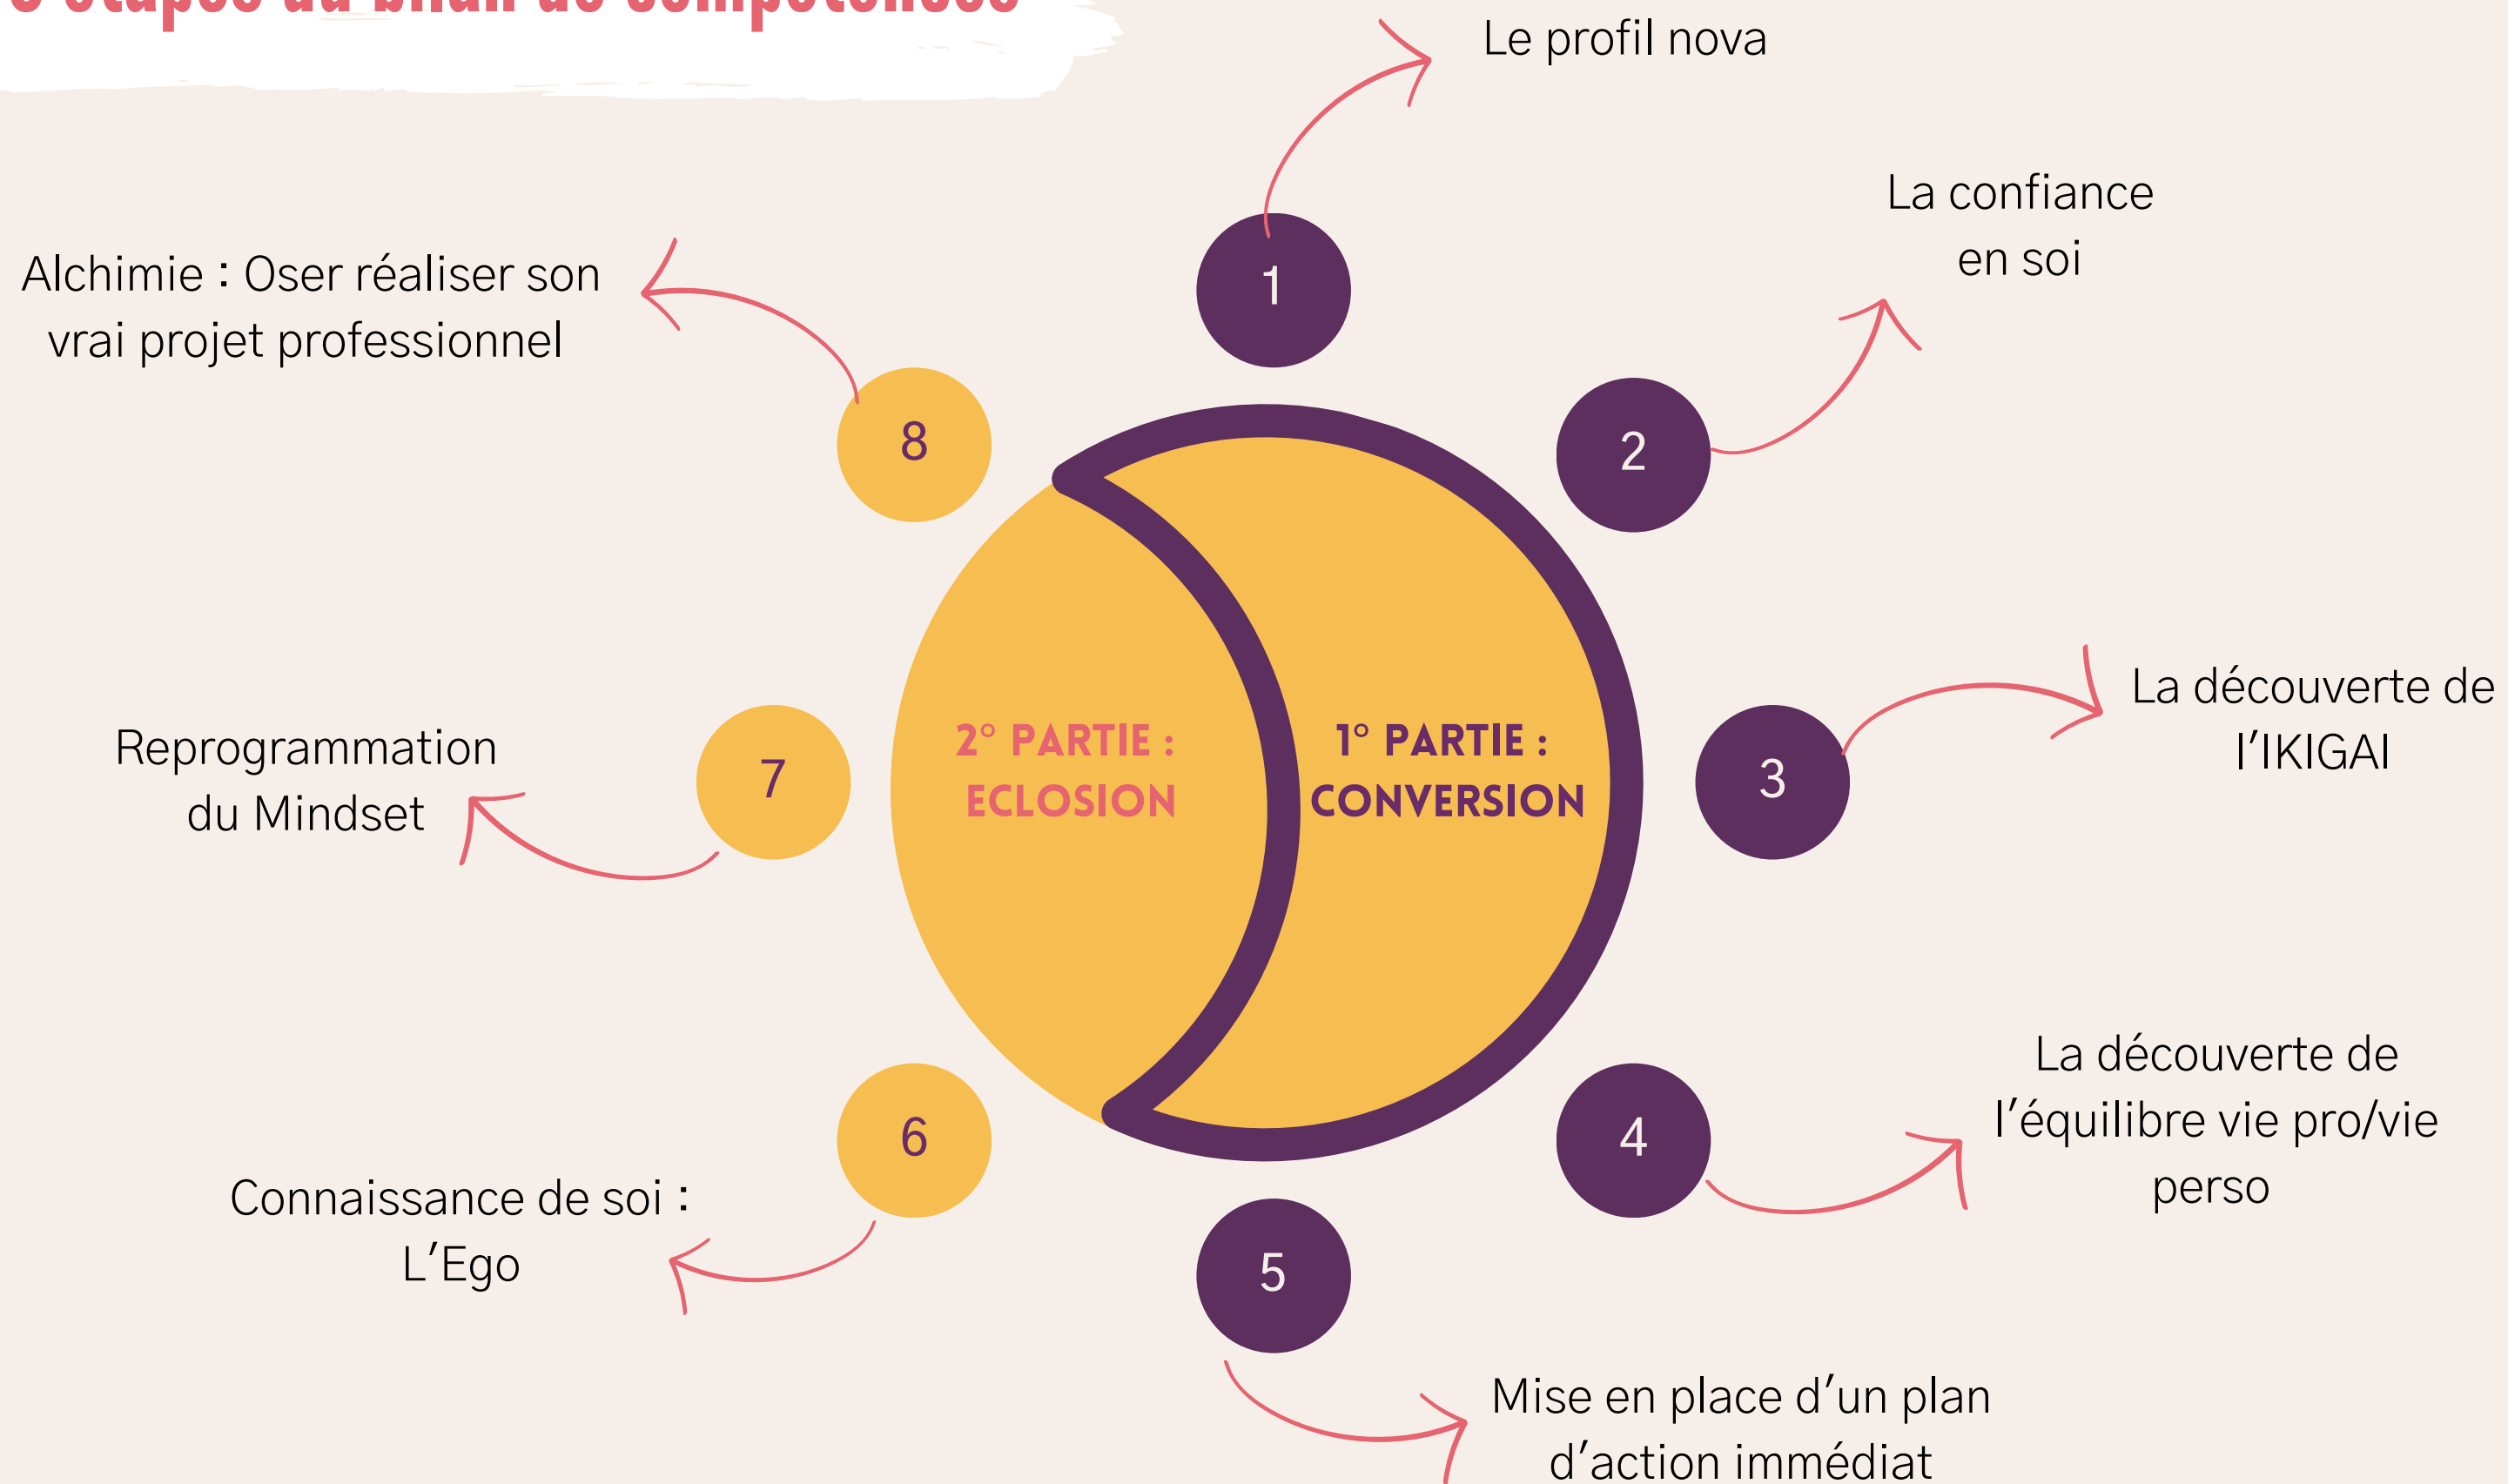 Le profil nova
La confiance
en soi
Alchimie : Oser réaliser son
vrai projet professionnel
1
8
2
La découverte de
l'IKIGAI
Reprogrammation
du Mindset
7
2° PARTIE :
ECLOSION
1° PARTIE :
CONVERSION
3
La découverte de
l'équilibre vie pro/vie
perso
6
4
Connaissance de soi :
L'Ego
5
Mise en place d'un plan
d'action immédiat